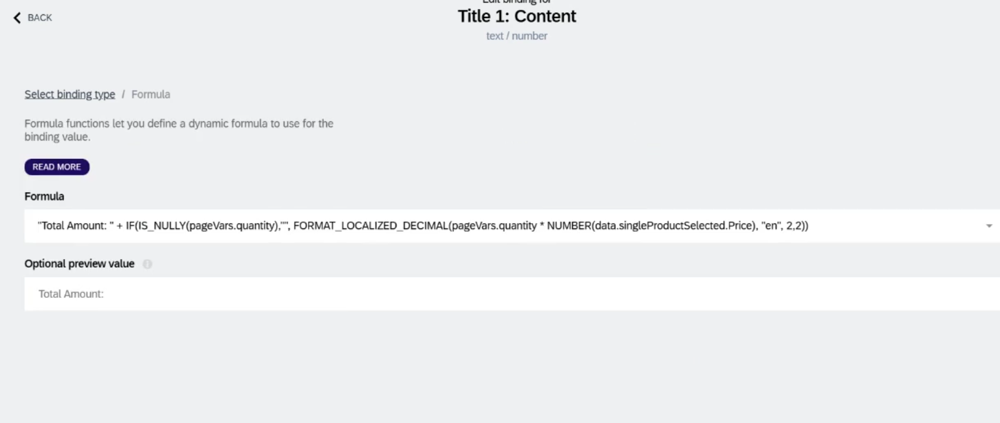 Edit binding for
BACK
Title 1: Content
text / number
Select binding type / Formula
Formula functions let you define a dynamic formula to use for the
binding value.
READ MORE
Formula
"Total Amount: " + IF(IS_NULLY(pageVars.quantity),"", FORMAT_LOCALIZED_DECIMAL(pageVars.quantity * NUMBER(data.singleProductSelected.Price), "en", 2,2))
Optional preview value
Total Amount: